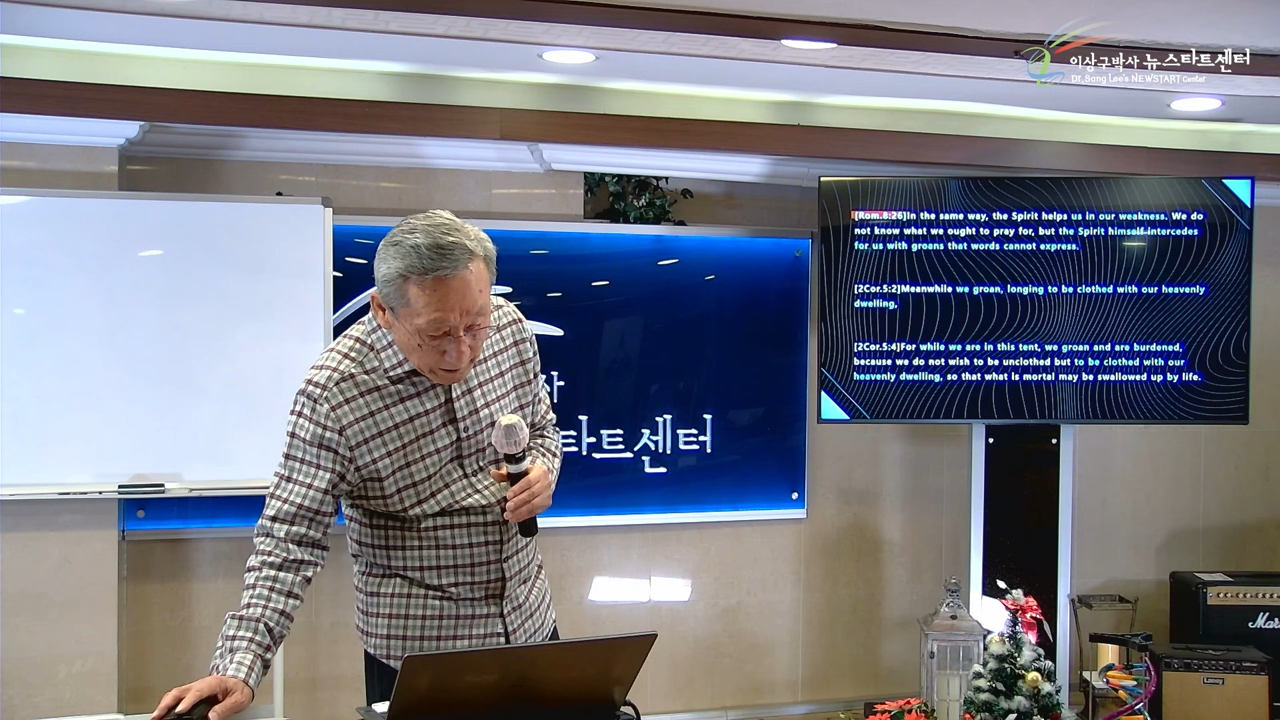 이상구박사 뉴스타트센터
Dr.Sang Lee's NEWSTART Center
[Rom.8:26]In the same way, the Spirit helps us in our weakness. We do
not know what we ought to pray for, but the Spirit himself intercedes
for us with groans that words cannot express.
[2Cor.5:2]Meanwhile we groan, longing to be clothed with our heavenly
dwelling,
[2Cor.5:4]For while we are in this tent, we groan and are burdened,
because we do not wish to be unclothed but to be clothed with our
heavenly dwelling, so that what is mortal may be swallowed up by life.
사
타트센터
Mar
Laney